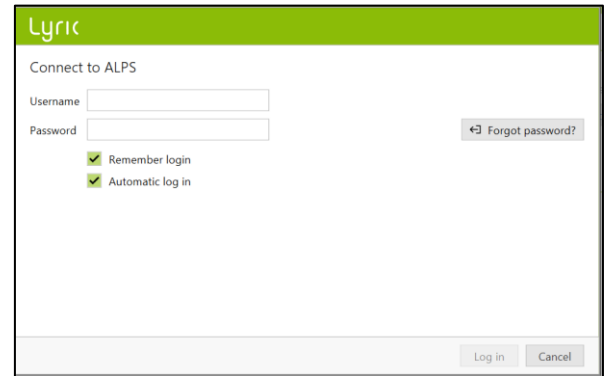 Lyric
Connect to ALPS
Username
Password
Forgot password?
Remember login
Automatic log in
Log in Cancel